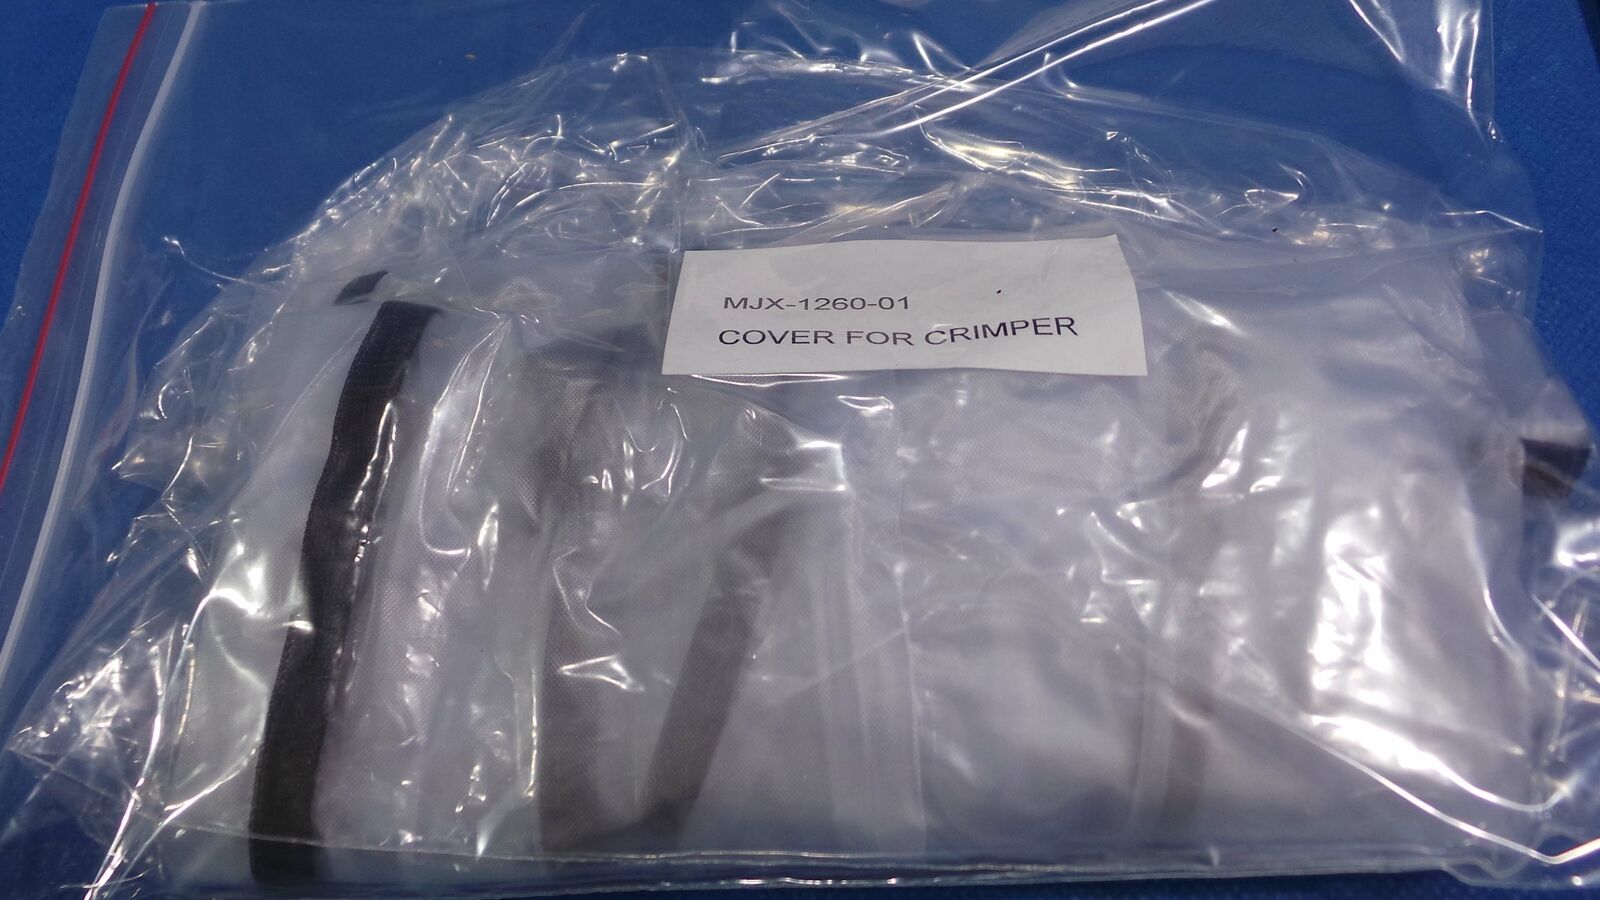 MJX-1260-01
COVER FOR CRIMPER